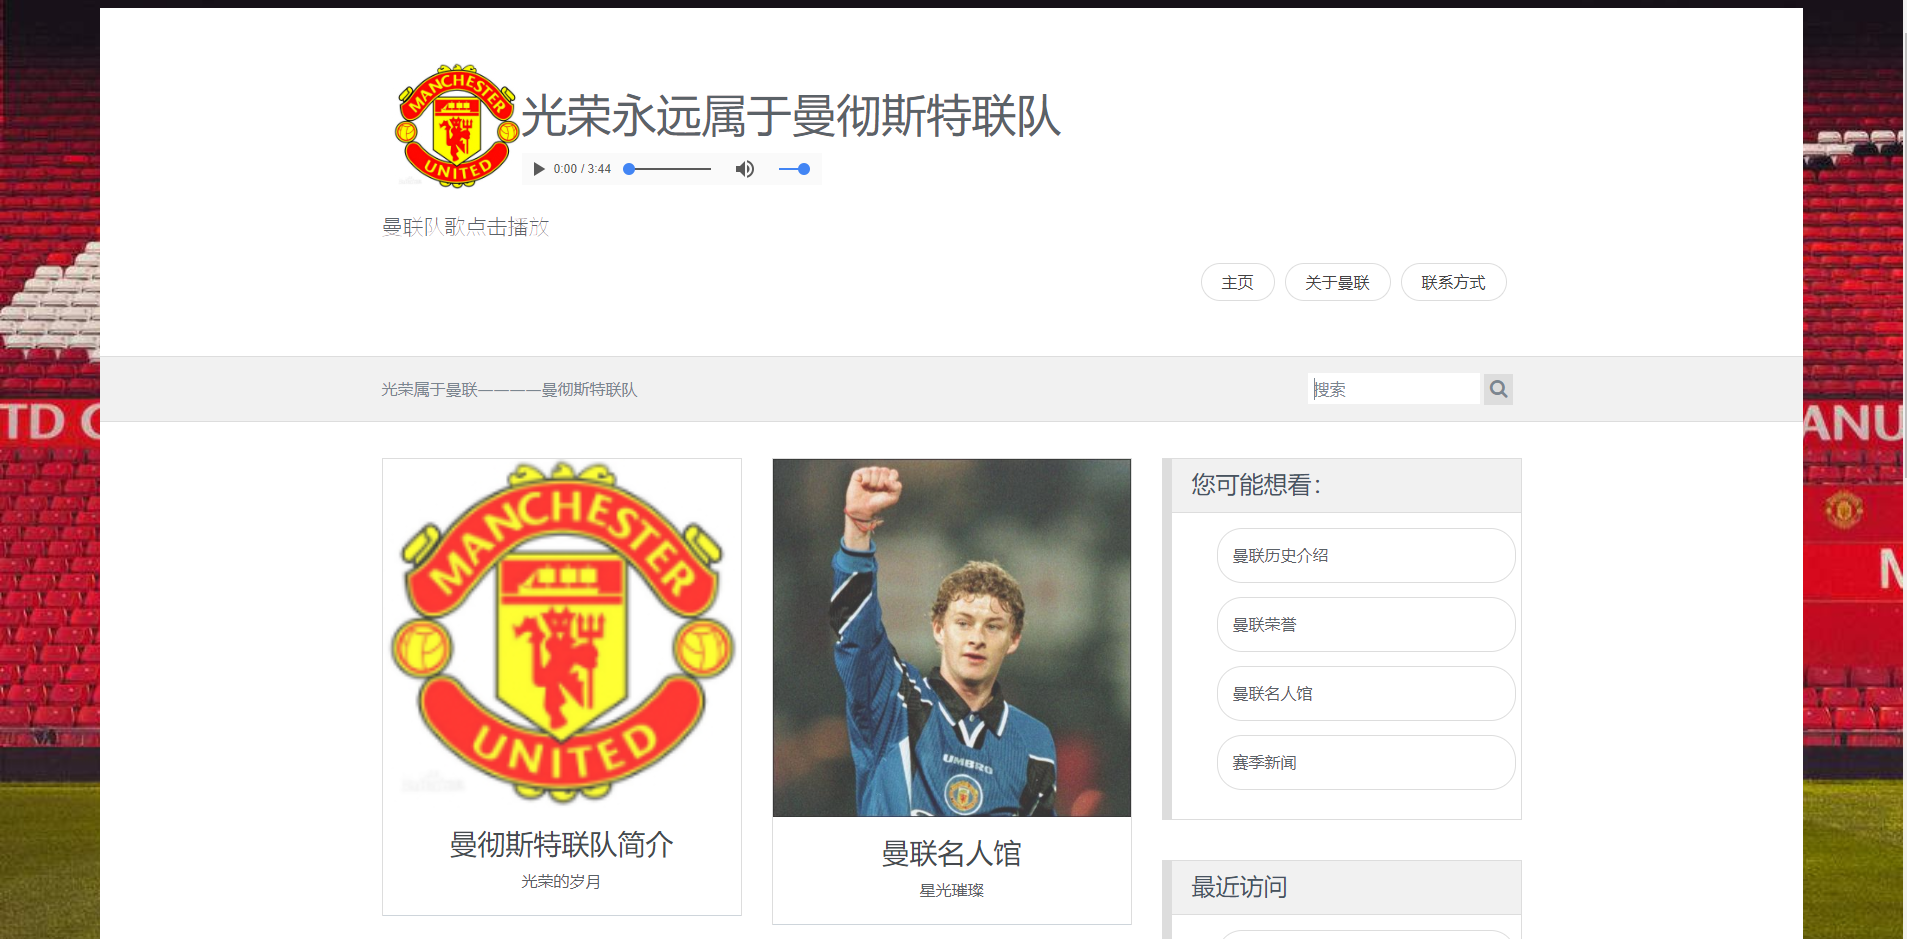 MANCHESTER
UNITED
光荣永远属于曼彻斯特联队
0:00 / 3:44
曼联队歌点击播放
主页
关于曼联
联系方式
光荣属于曼联————曼彻斯特联队
搜索
TD C
ANU
M
MANCHESTER
UNITED
UMBRO
曼彻斯特联队简介
光荣的岁月
曼联名人馆
星光璀璨
您可能想看：
曼联历史介绍
曼联荣誉
曼联名人馆
赛季新闻
最近访问